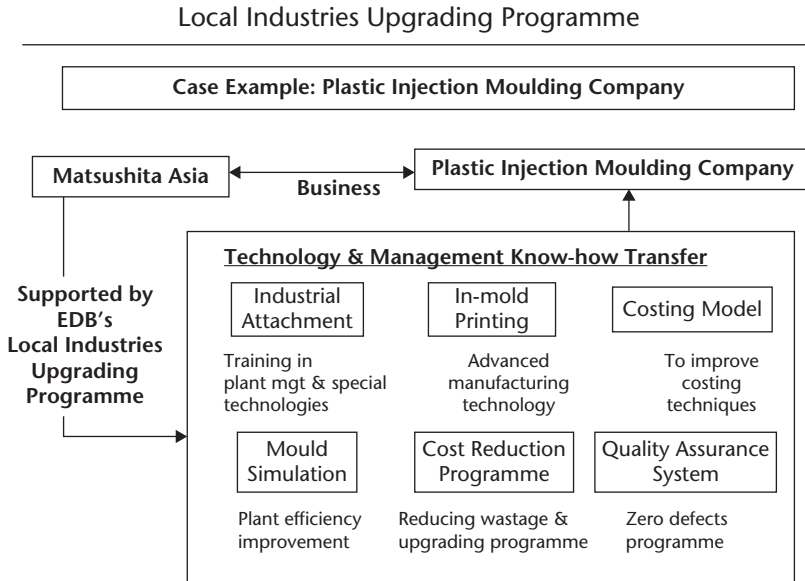 Local Industries Upgrading Programme
Case Example: Plastic Injection Moulding Company
Matsushita Asia
Business
Plastic Injection Moulding Company
Supported by
EDB's
Local Industries
Upgrading
Programme
Technology & Management Know-how Transfer
Industrial
Attachment
Training in
plant mgt & special
technologies
In-mold
Printing
Advanced
manufacturing
technology
Costing Model
To improve
costing
techniques
Mould
Simulation
Plant efficiency
improvement
Cost Reduction
Programme
Reducing wastage &
upgrading programme
Quality Assurance
System
Zero defects
programme